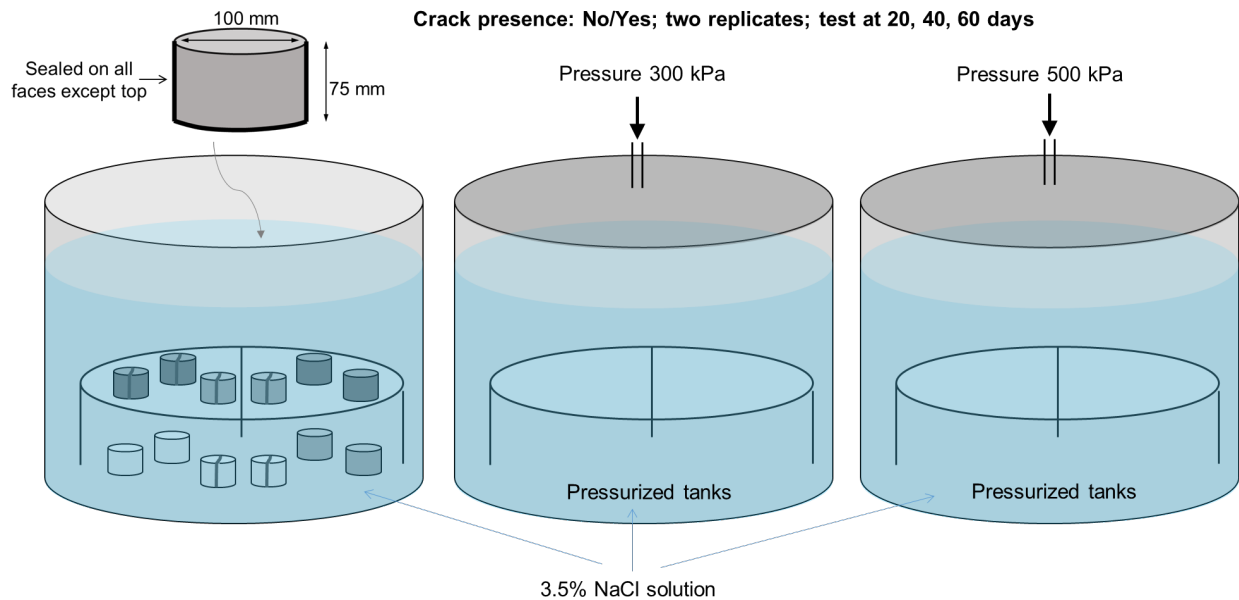 Crack presence: No/Yes; two replicates; test at 20, 40, 60 days
100 mm
Sealed on all
faces except top
75 mm
Pressure 300 kPa
Pressure 500 kPa
Pressurized tanks
Pressurized tanks
3.5% NaCl solution